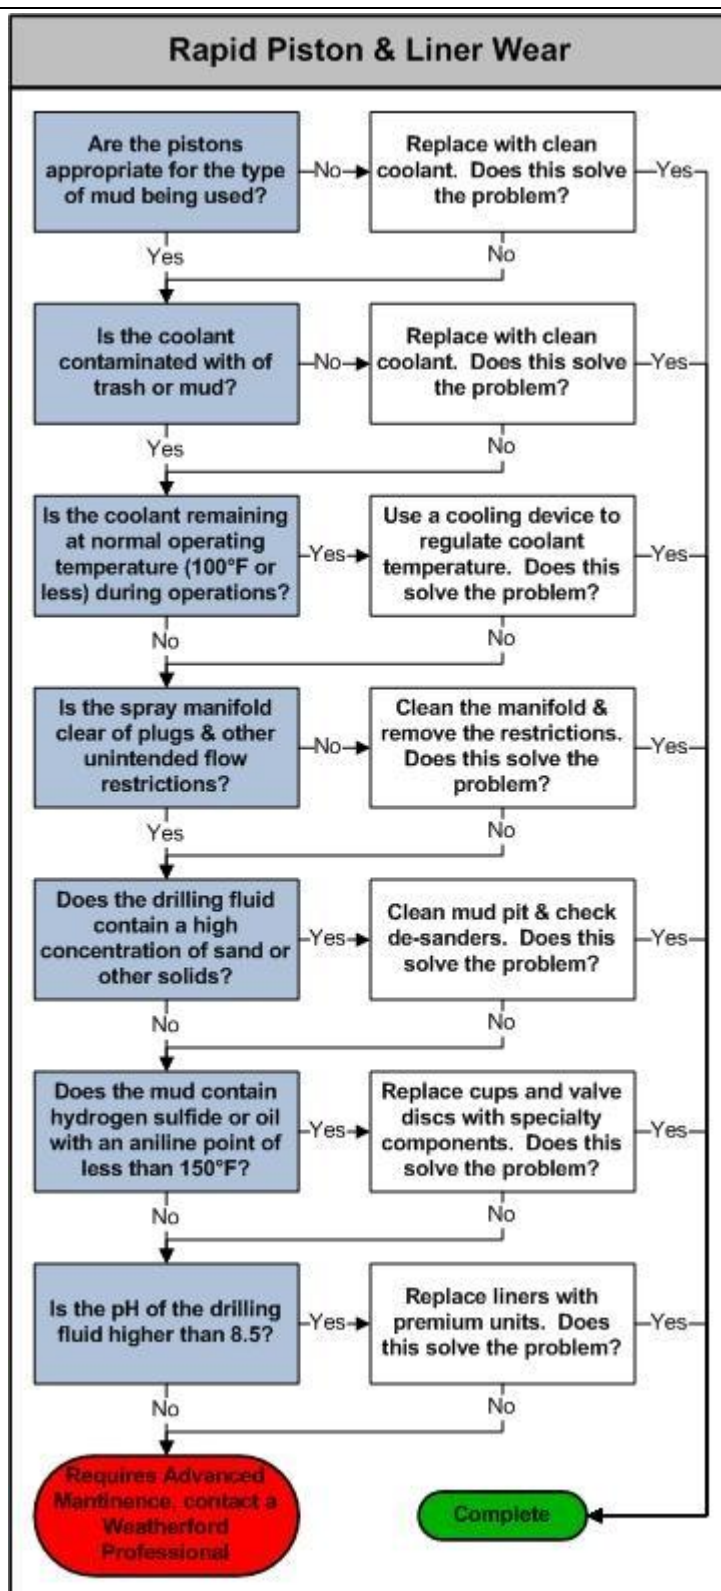 Rapid Piston & Liner Wear
Are the pistons
appropriate for the type
of mud being used?
No
Replace with clean
coolant. Does this solve
the problem?
Yes
Yes
No
Is the coolant
contaminated with of
trash or mud?
No
Replace with clean
coolant. Does this solve
the problem?
Yes
Yes
No
Is the coolant remaining
at normal operating
temperature (100°F or
less) during operations?
Yes
Use a cooling device to
regulate coolant
temperature. Does this
solve the problem?
Yes
No
No
Is the spray manifold
clear of plugs & other
unintended flow
restrictions?
No
Clean the manifold &
remove the restrictions.
Does this solve the
problem?
Yes
Yes
No
Does the drilling fluid
contain a high
concentration of sand or
other solids?
Yes
Clean mud pit & check
de-sanders. Does this
solve the problem?
Yes
No
No
Does the mud contain
hydrogen sulfide or oil
with an aniline point of
less than 150°F?
Yes
Replace cups and valve
discs with specialty
components. Does this
solve the problem?
Yes
No
No
Is the pH of the drilling
fluid higher than 8.5?
Yes
Replace liners with
premium units. Does
this solve the problem?
Yes
No
No
Requires Advanced
Mantinence, contact a
Weatherford
Professional
Complete